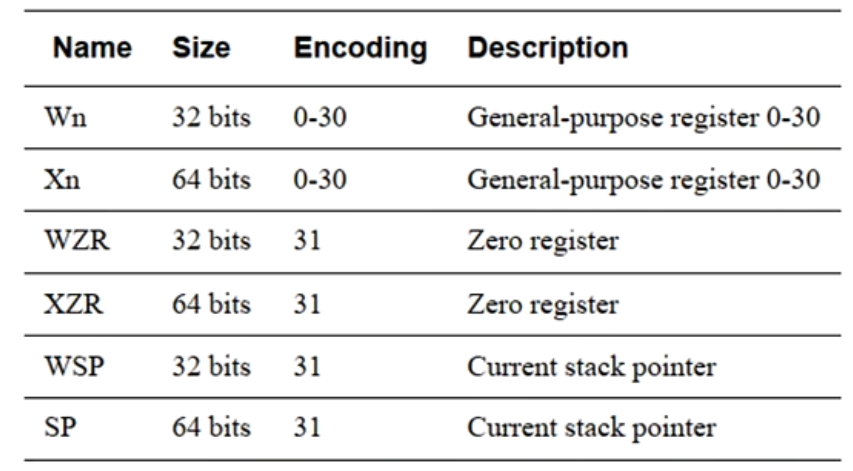 Name Size Encoding Description
Wn 32 bits 0-30 General-purpose register 0-30
Xn 64 bits 0-30 General-purpose register 0-30
WZR 32 bits 31 Zero register
XZR 64 bits 31 Zero register
WSP 32 bits 31 Current stack pointer
SP 64 bits 31 Current stack pointer